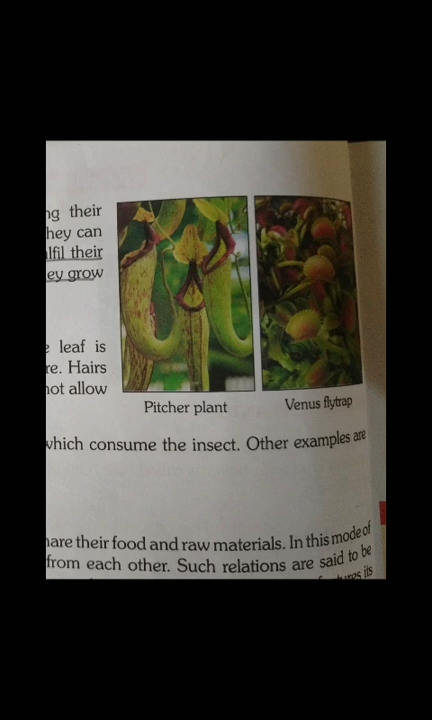 ng their
hey can
lfil their
ey grow
e leaf is
re. Hairs
not allow
Pitcher plant
Venus flytrap
which consume the insect. Other examples are
hare their food and raw materials. In this mode of
from each other. Such relations are said to be
its